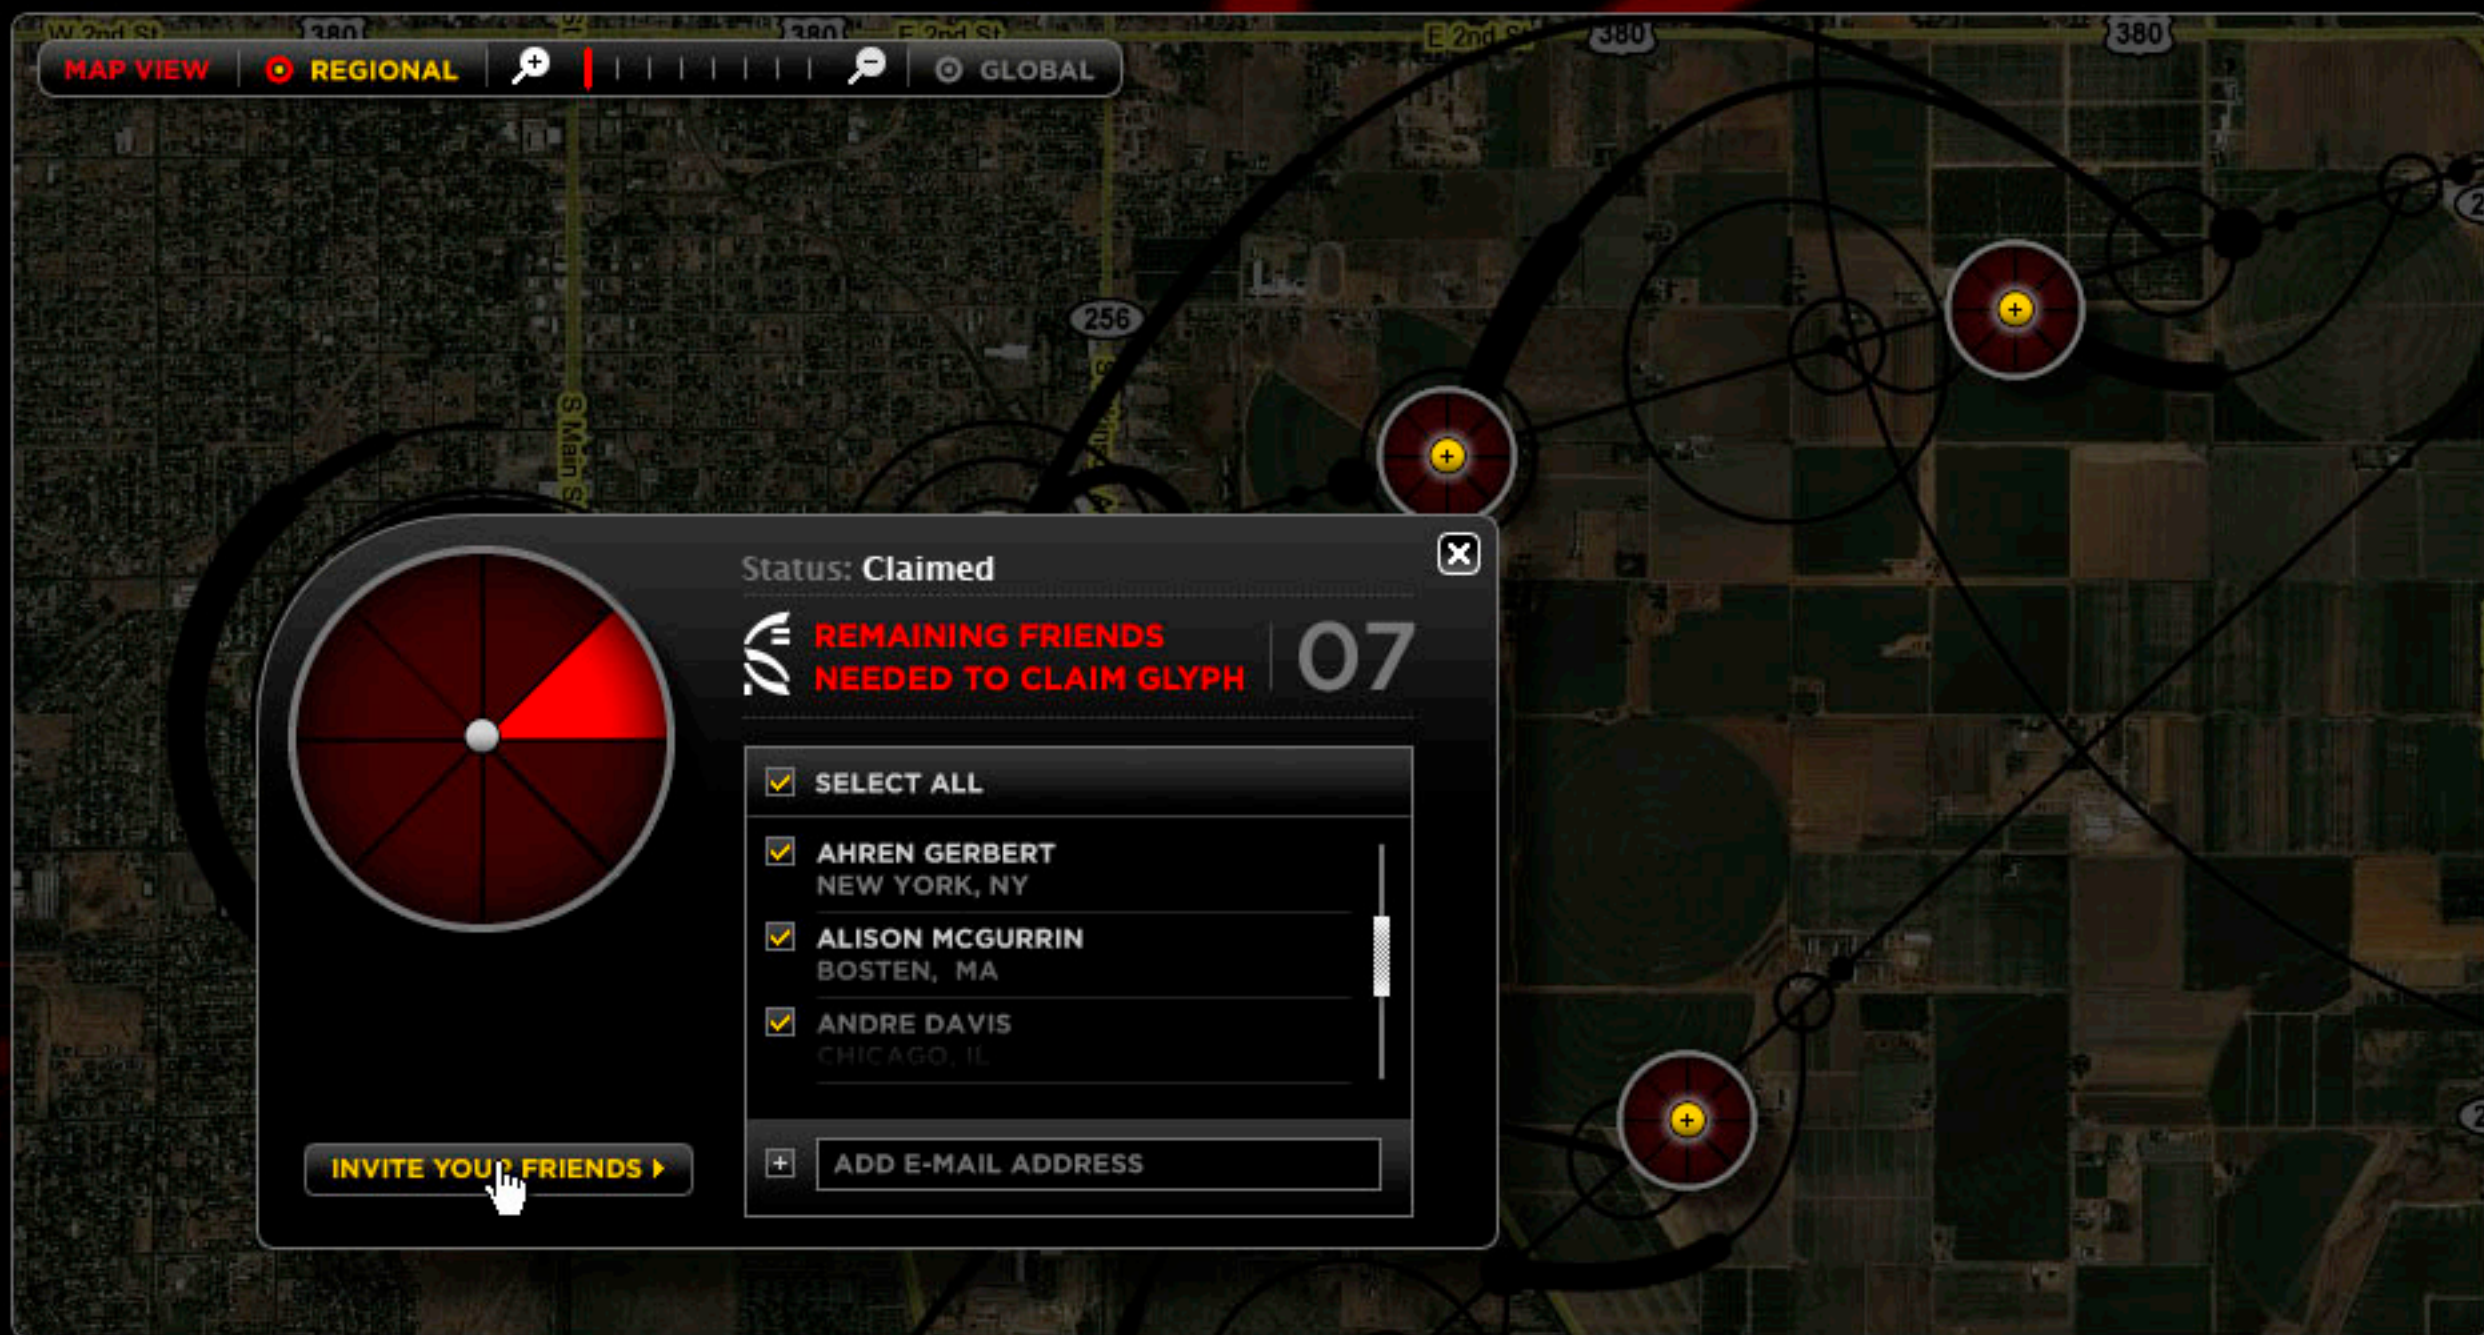 W 2nd St
380
380
E 2nd St
E 2nd St
380
380
MAP VIEW
REGIONAL
GLOBAL
256
S Main S
Status: Claimed
REMAINING FRIENDS
NEEDED TO CLAIM GLYPH
07
SELECT ALL
AHREN GERBERT
NEW YORK, NY
ALISON MCGURRIN
BOSTEN, MA
ANDRE DAVIS
CHICAGO, IL
ADD E-MAIL ADDRESS
INVITE YOUR FRIENDS